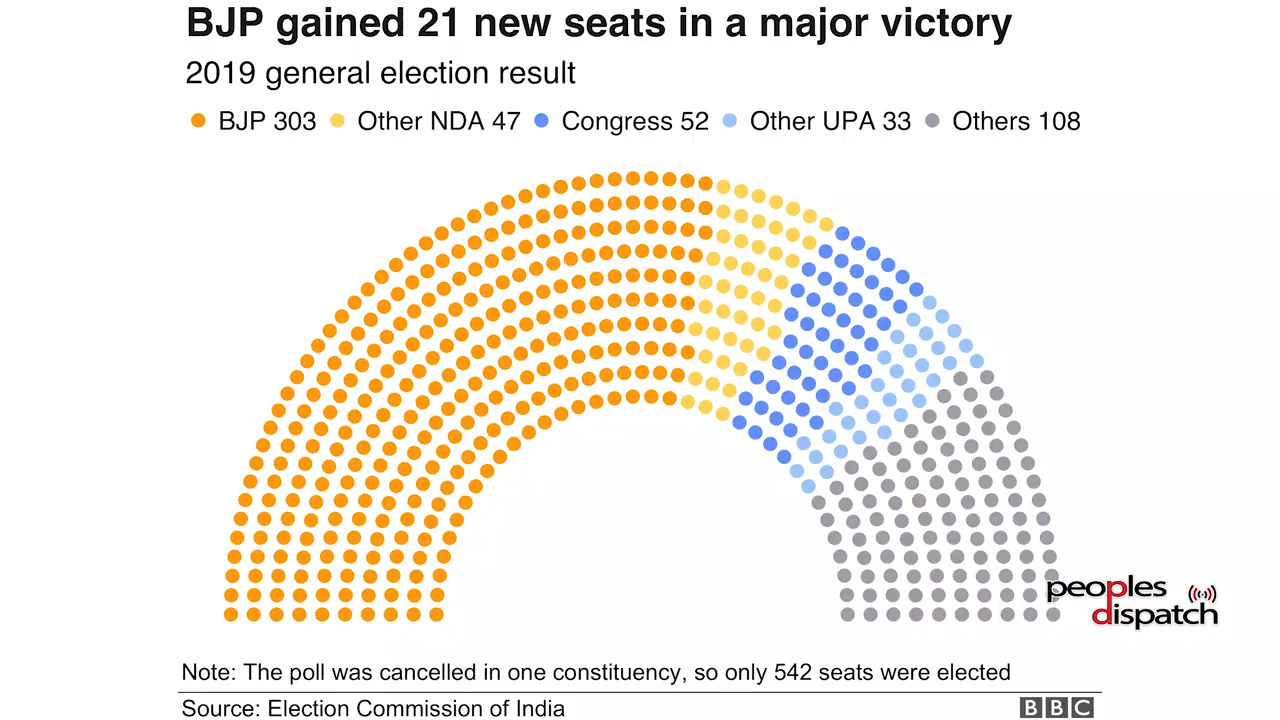 BJP gained 21 new seats in a major victory
2019 general election result
BJP 303 Other NDA 47 Congress 52 Other UPA 33 Others 108
peoples
dispatch
Note: The poll was cancelled in one constituency, so only 542 seats were elected
Source: Election Commission of India
BBC